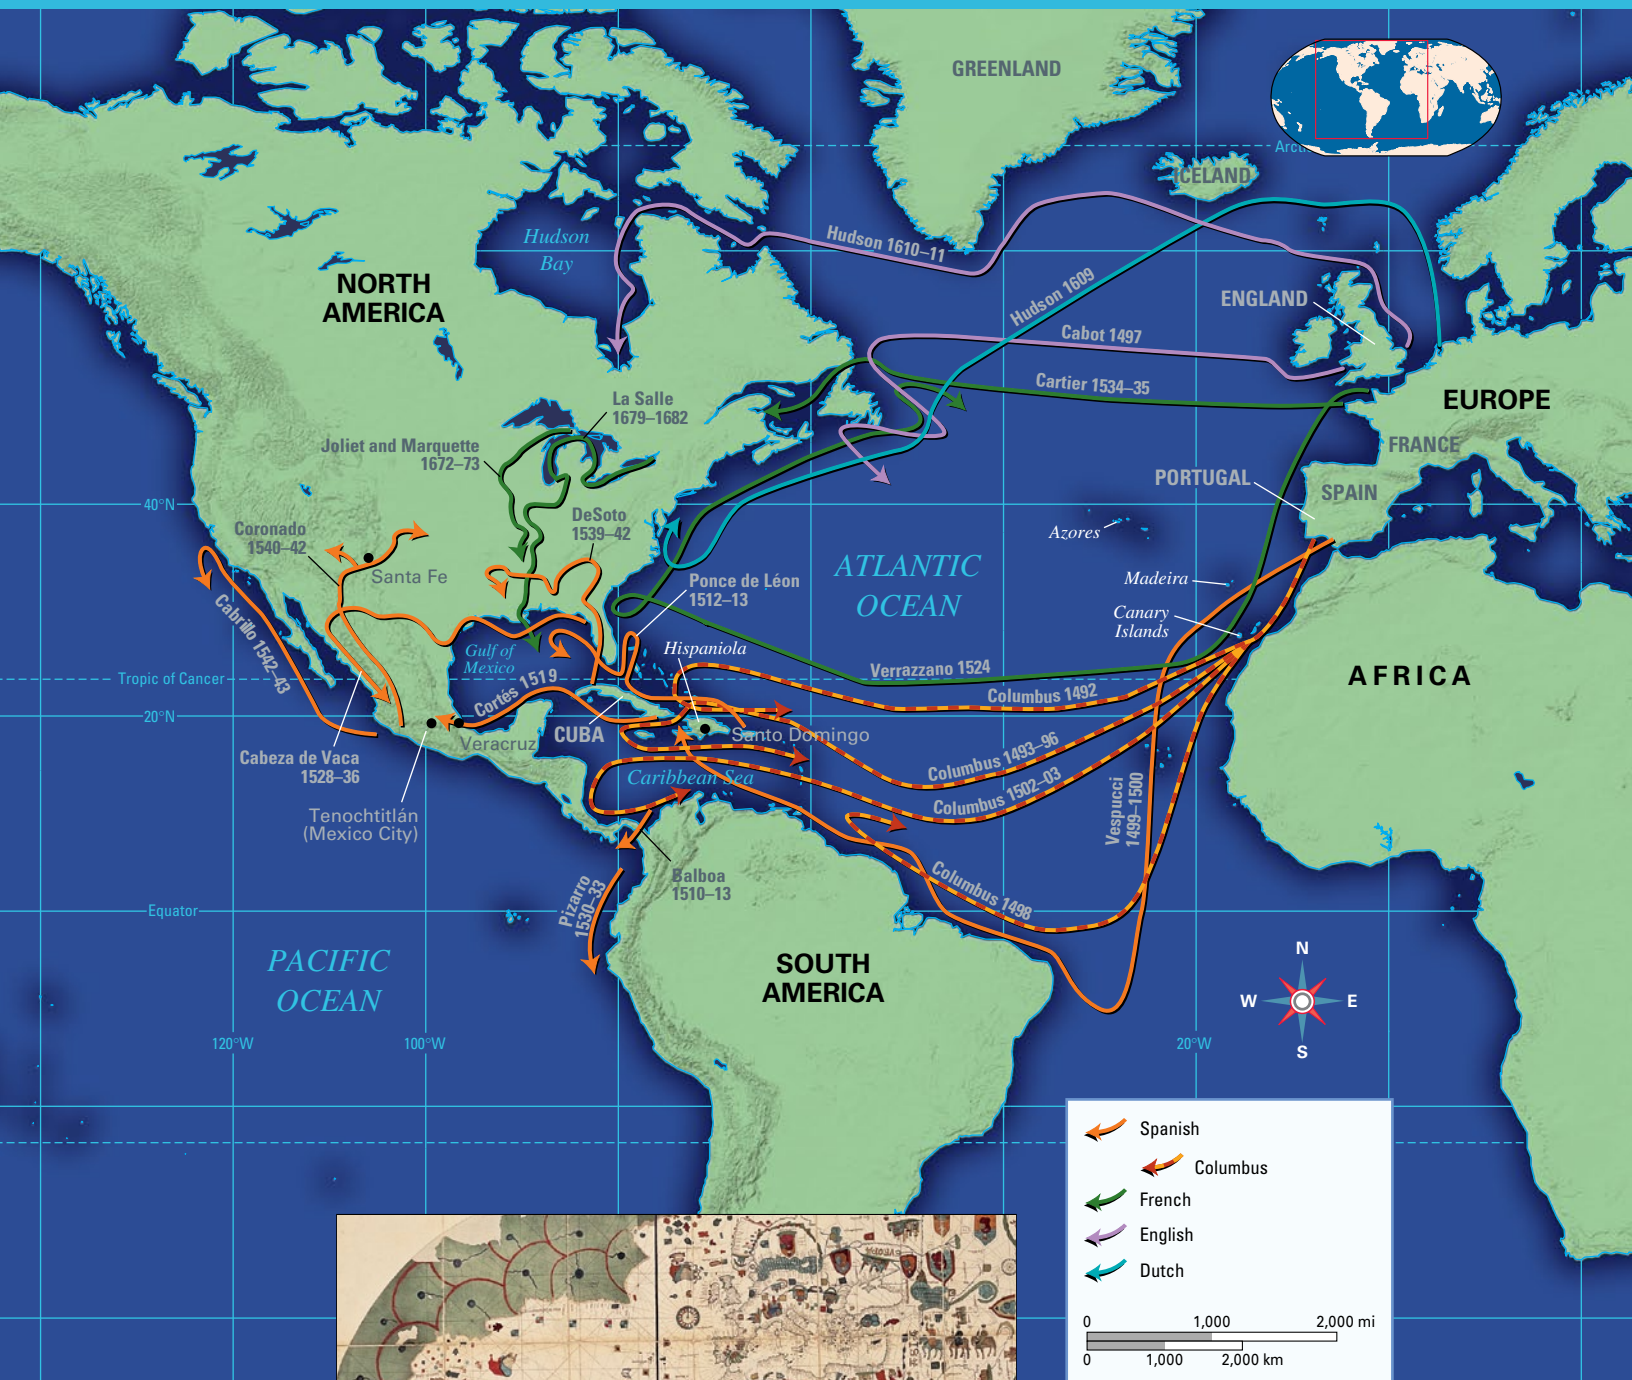 GREENLAND
Arc
ICELAND
Hudson
Bay
Hudson 1610–11
NORTH
AMERICA
Hudson 1609
ENGLAND
Cabot 1497
Cartier 1534–35
EUROPE
La Salle
1679–1682
Joliet and Marquette
1672–73
FRANCE
PORTUGAL
SPAIN
40°N
DeSoto
1539–42
Coronado
1540–42
Azores
Santa Fe
ATLANTIC
OCEAN
Ponce de Léon
1512–13
Madeira
Canary
Islands
Cabrillo 1542–43
Gulf of
Mexico
Hispaniola
Verrazzano 1524
AFRICA
Tropic of Cancer
Cortés 1519
Columbus 1492
20°N
Veracruz
CUBA
Santo Domingo
Cabeza de Vaca
1528–36
Columbus 1493–96
Caribbean Sea
Columbus 1502–03
Vespucci
1499–1500
Tenochtitlán
(Mexico City)
Balboa
1510–13
Pizarro
1530–33
Columbus 1498
Equator
PACIFIC
OCEAN
SOUTH
AMERICA
N
W
E
S
120°W
100°W
20°W
Spanish
Columbus
French
English
Dutch
0 1,000 2,000 mi
0 1,000 2,000 km